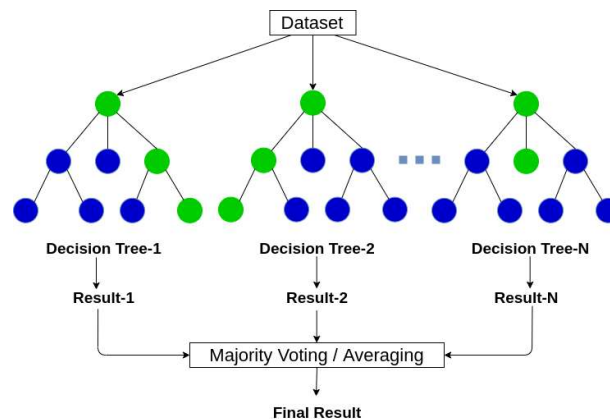 Dataset
Decision Tree-1
Decision Tree-2
Decision Tree-N
Result-1
Result-2
Result-N
Majority Voting / Averaging
Final Result